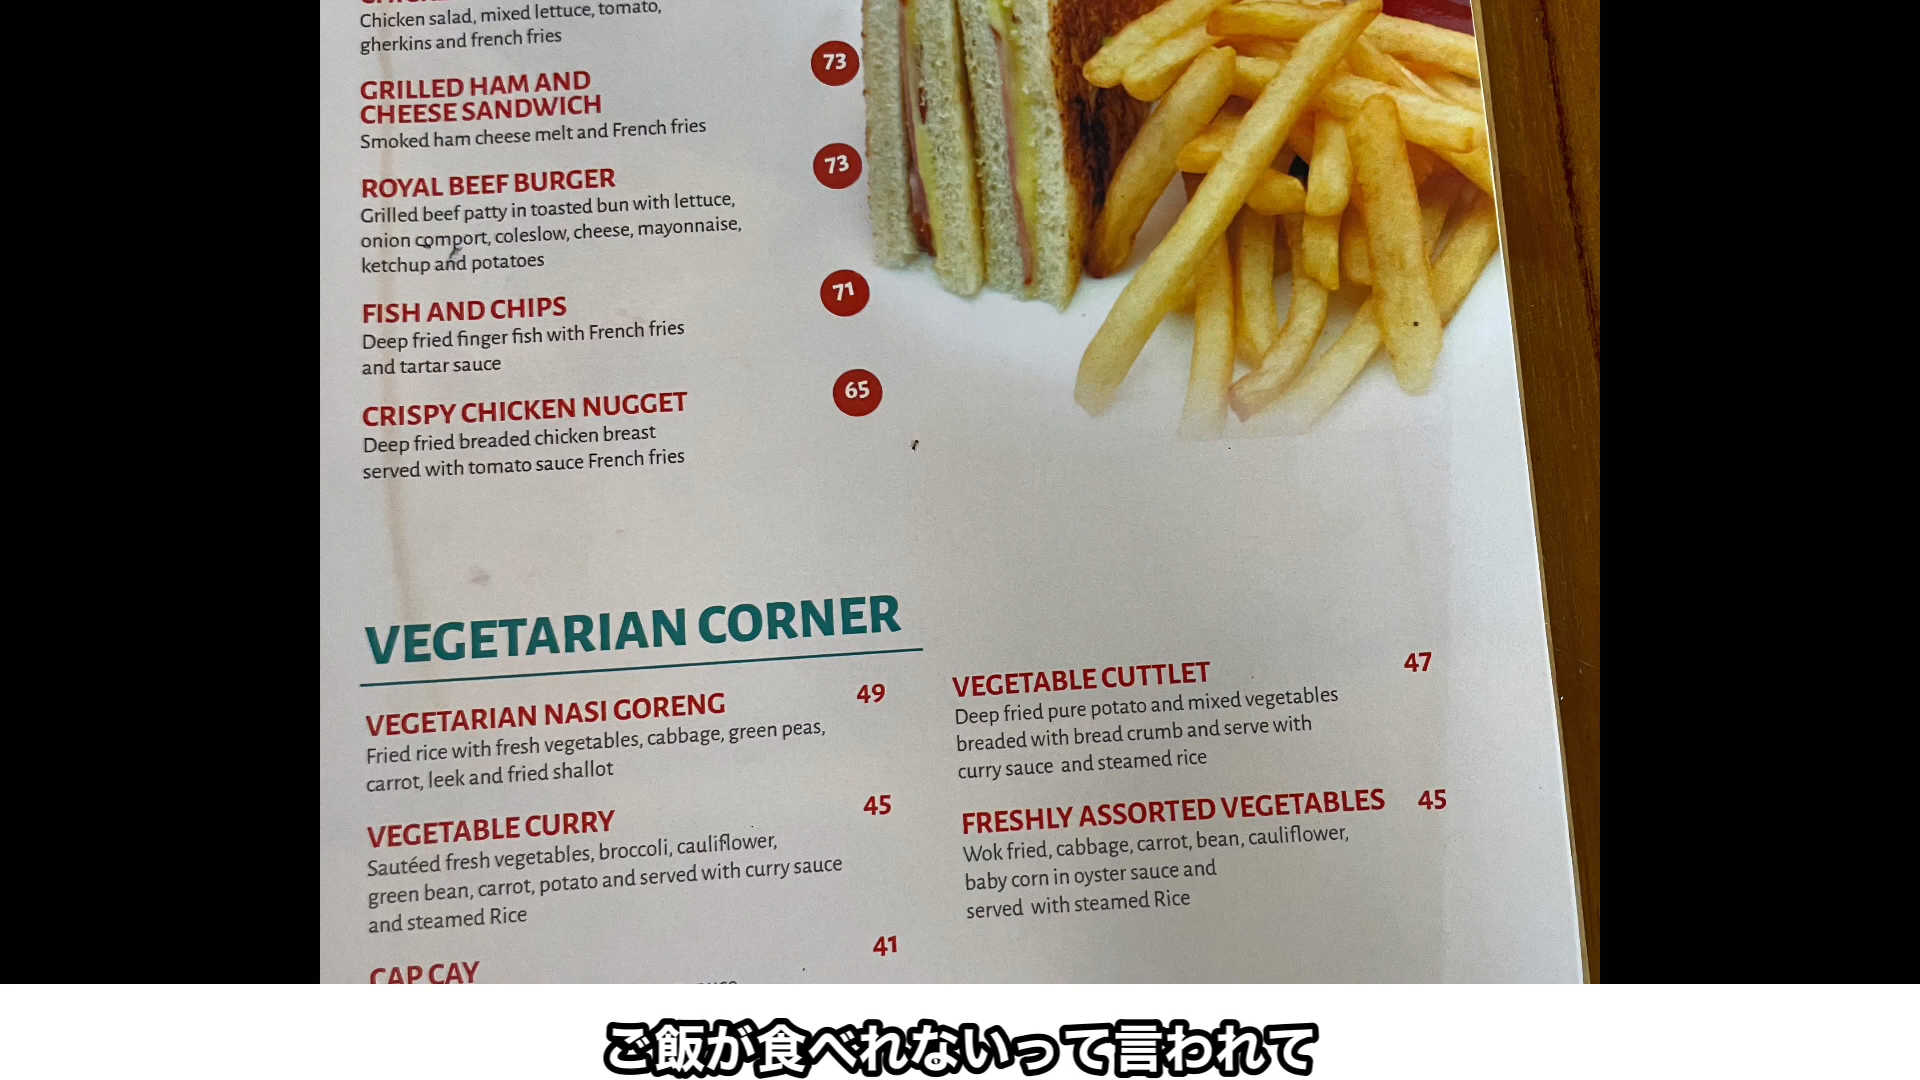 Chicken salad, mixed lettuce, tomato,
gherkins and french fries
GRILLED HAM AND
CHEESE SANDWICH
73
Smoked ham cheese melt and French fries
ROYAL BEEF BURGER
73
Grilled beef patty in toasted bun with lettuce,
onion comport, coleslow, cheese, mayonnaise,
ketchup and potatoes
FISH AND CHIPS
71
Deep fried finger fish with French fries
and tartar sauce
CRISPY CHICKEN NUGGET
65
Deep fried breaded chicken breast
served with tomato sauce French fries
VEGETARIAN CORNER
VEGETARIAN NASI GORENG
49
Fried rice with fresh vegetables, cabbage, green peas,
carrot, leek and fried shallot
VEGETABLE CURRY
45
Sautéed fresh vegetables, broccoli, cauliflower,
green bean, carrot, potato and served with curry sauce
and steamed Rice
CAP CAY
41
VEGETABLE CUTTLET
47
Deep fried pure potato and mixed vegetables
breaded with bread crumb and serve with
curry sauce and steamed rice
FRESHLY ASSORTED VEGETABLES
45
Wok fried, cabbage, carrot, bean, cauliflower,
baby corn in oyster sauce and
served with steamed Rice
ご飯が食べれないって言われて